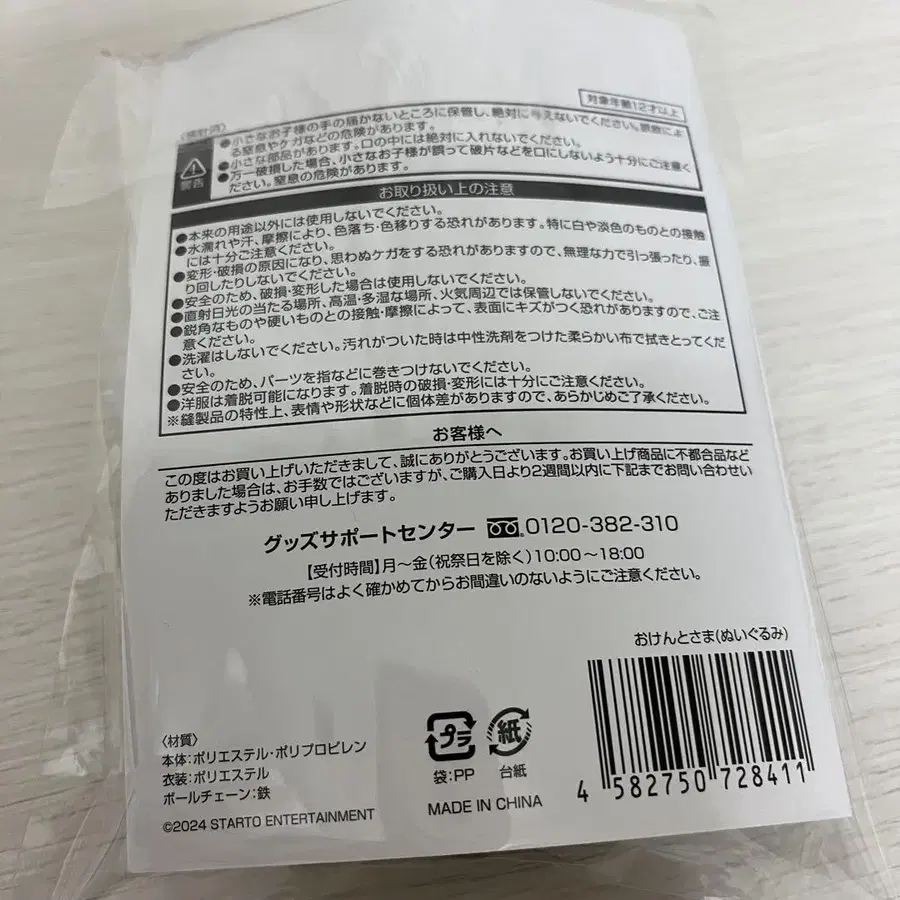 対象年齢12才以上
〈検針済〉
警告
●小さなお子様の手の届かないところに保管し、絶対に与えないでください。誤飲によ
る窒息やケガなどの危険があります。
●小さな部品があります。口の中には絶対に入れないでください。
●万一破損した場合、小さなお子様が誤って破片などを口にしないよう十分にご注意く
ださい。窒息の危険があります。
お取り扱い上の注意
●本来の用途以外には使用しないでください。
●水濡れや汗、摩擦により、色落ち・色移りする恐れがあります。特に白や淡色のものとの接触
には十分ご注意ください。
●変形・破損の原因になり、思わぬケガをする恐れがありますので、無理な力で引っ張ったり、振
り回したりしないでください。
●安全のため、破損・変形した場合は使用しないでください。
●直射日光の当たる場所、高温・多湿な場所、火気周辺では保管しないでください。
●鋭角なものや硬いものとの接触・摩擦によって、表面にキズがつく恐れがありますので、ご注
意ください。
●洗濯はしないでください。汚れがついた時は中性洗剤をつけた柔らかい布で拭きとってくだ
さい。
●安全のため、パーツを指などに巻きつけないでください。
●洋服は着脱可能になります。着脱時の破損・変形には十分にご注意ください。
※縫製品の特性上、表情や形状などに個体差がありますので、あらかじめご了承ください。
お客様へ
この度はお買い上げいただきまして、誠にありがとうございます。お買い上げ商品に不都合品など
ありました場合は、お手数ではございますが、ご購入日より2週間以内に下記までお問い合わせい
ただきますようお願い申し上げます。
グッズサポートセンター 0120-382-310
【受付時間】月〜金(祝祭日を除く)10:00〜18:00
※電話番号はよく確かめてからお間違いのないようにご注意ください。
おけんとさま(ぬいぐるみ)
〈材質〉
本体:ポリエステル・ポリプロピレン
衣装:ポリエステル
ボールチェーン:鉄
©2024 STARTO ENTERTAINMENT
プラ
袋:PP
紙
台紙
MADE IN CHINA
4 582750 728411